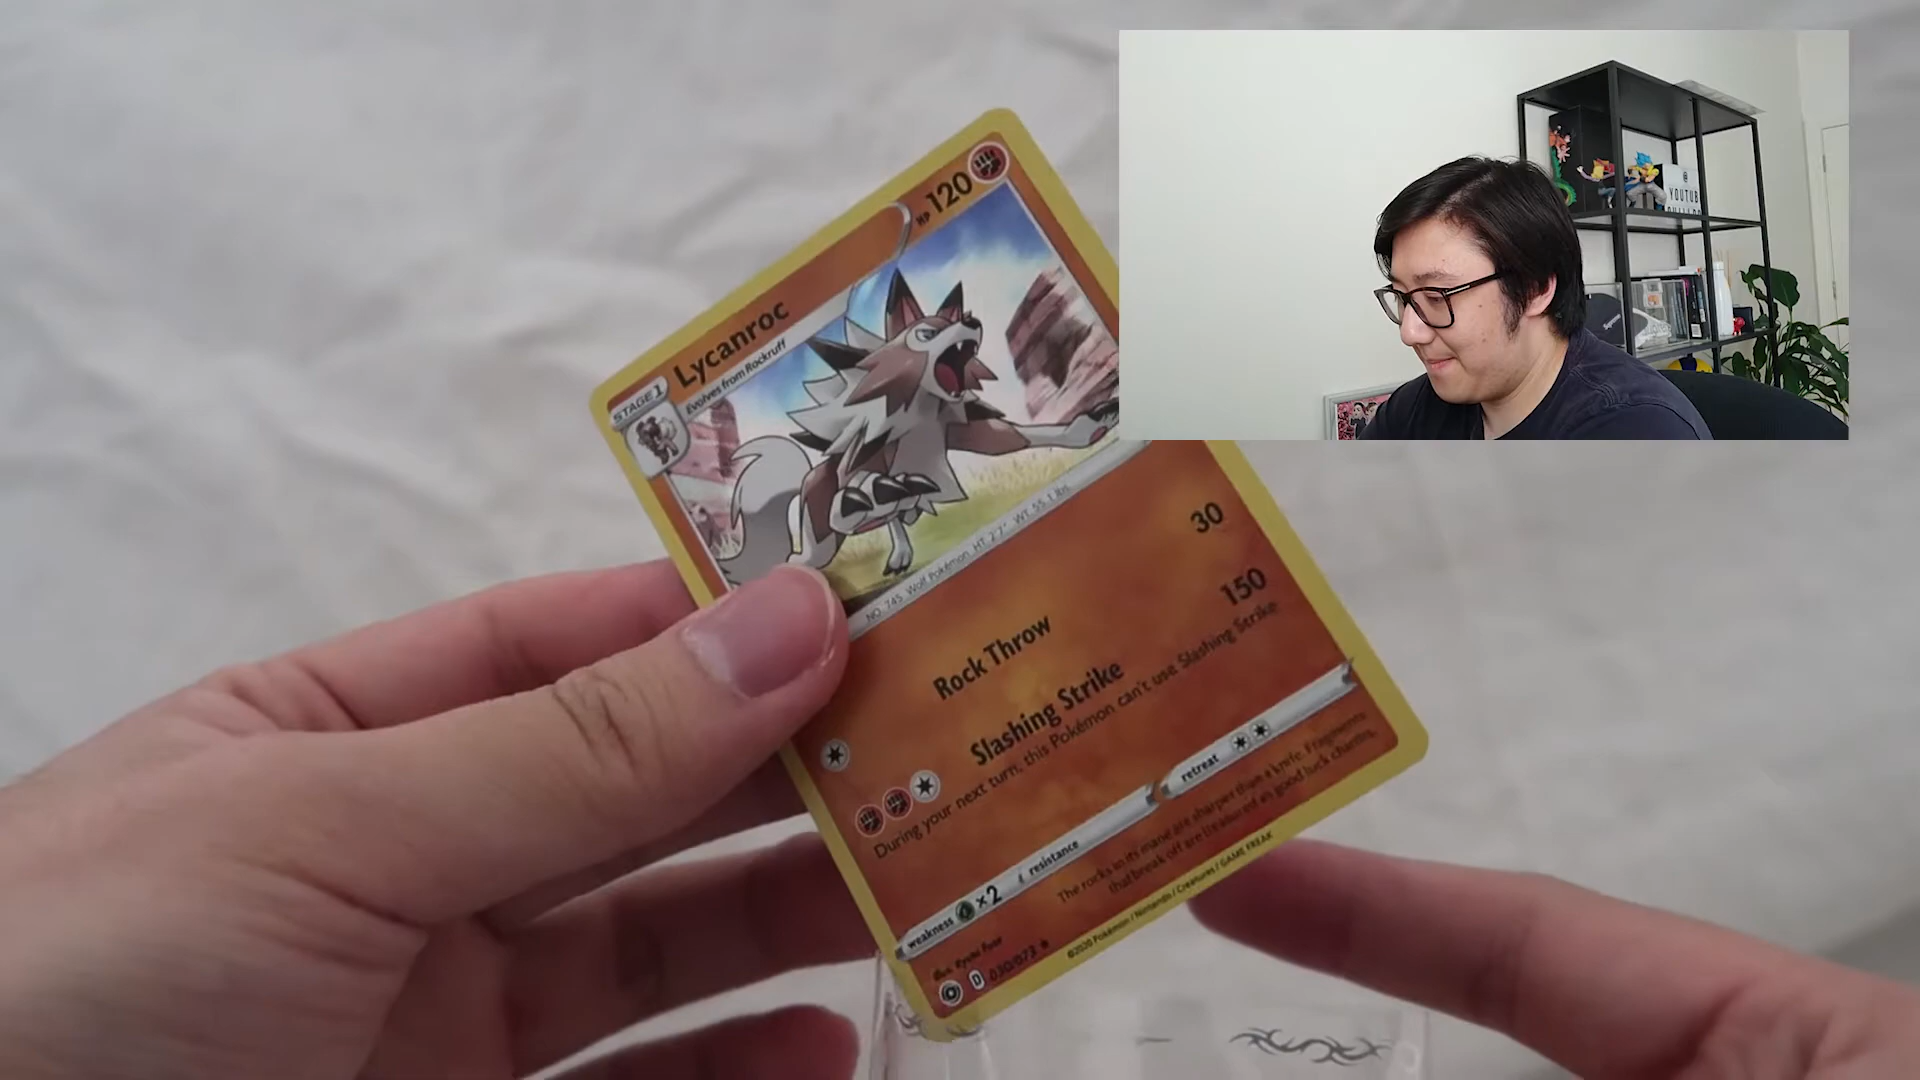 STAGE 1
Lycanroc
HP 120
Evolves from Rockruff
NO. 745 Wolf Pokémon HT 2'7" WT 55.1 lbs.
Rock Throw 30
Slashing Strike 150
During your next turn, this Pokémon can't use Slashing Strike
weakness ×2 resistance retreat
The rocks in its mane are sharper than a knife. Fragments
that break off are treasured as good luck charms.
D 030/073
©2020 Pokémon / Nintendo / Creatures / GAME FREAK
@
YOUTUB